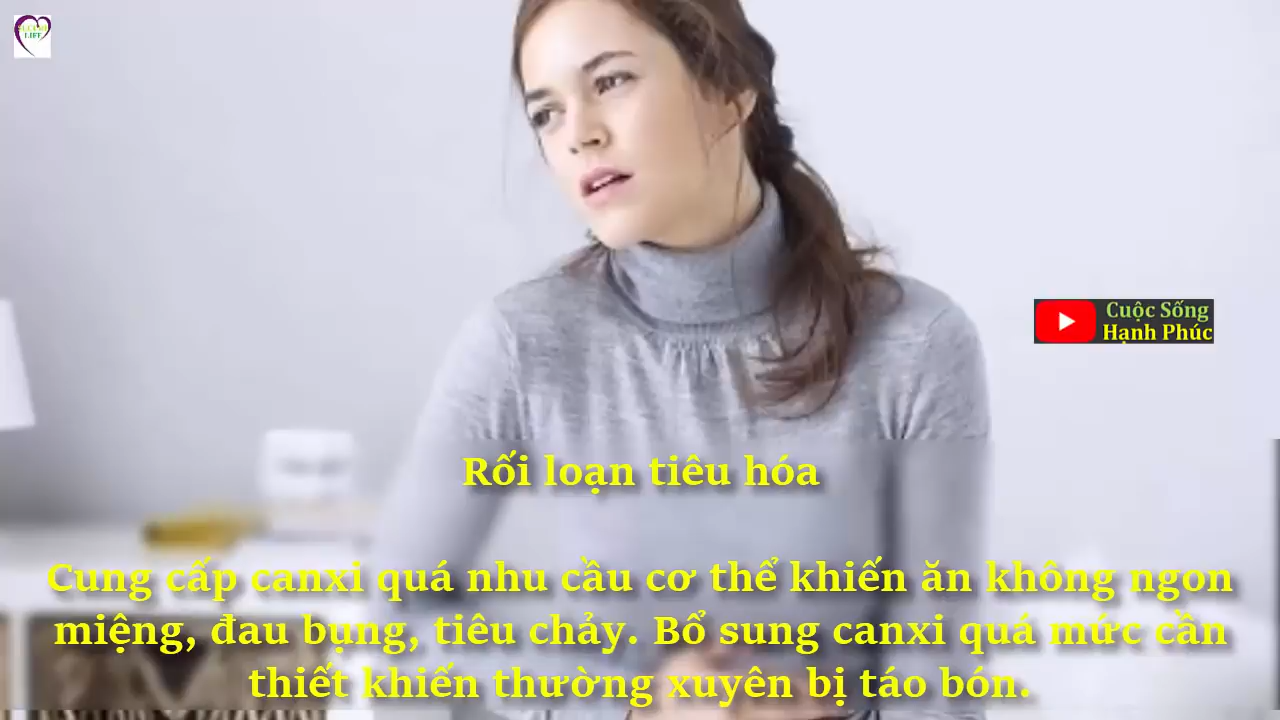 LIFE
Cuộc Sống
Hạnh Phúc
Rối loạn tiêu hóa
Cung cấp canxi quá nhu cầu cơ thể khiến ăn không ngon
miệng, đau bụng, tiêu chảy. Bổ sung canxi quá mức cần
thiết khiến thường xuyên bị táo bón.